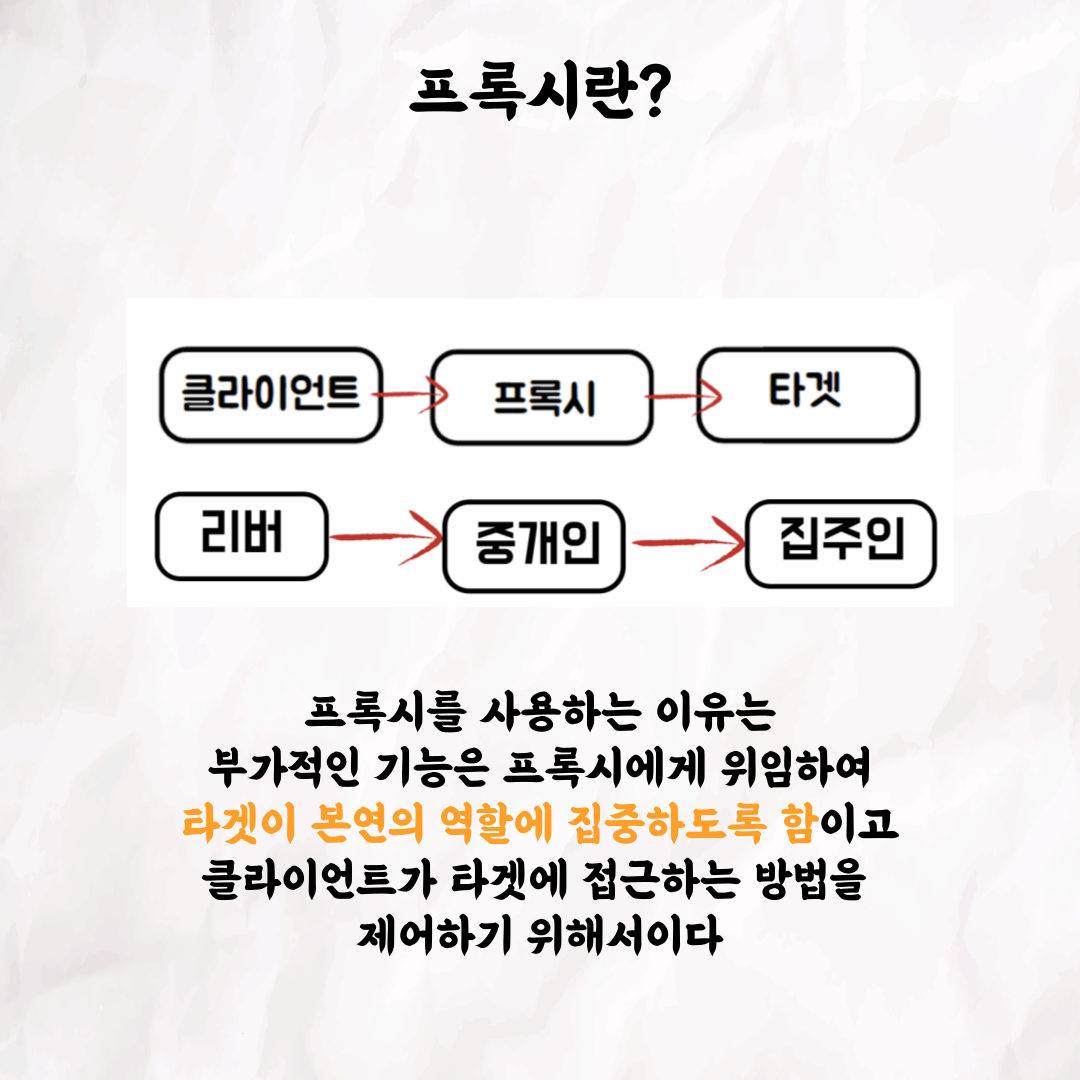 프록시란?
클라이언트 프록시 타겟
리버 중개인 집주인
프록시를 사용하는 이유는
부가적인 기능은 프록시에게 위임하여
타겟이 본연의 역할에 집중하도록 함이고
클라이언트가 타겟에 접근하는 방법을
제어하기 위해서이다